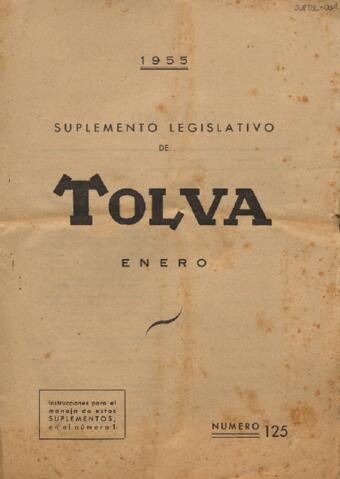 1955
SUPLEMENTO LEGISLATIVO
DE
TOLVA
ENERO
Instrucciones para el
manejo de estos
SUPLEMENTOS,
en el número 1.
NUMERO 125